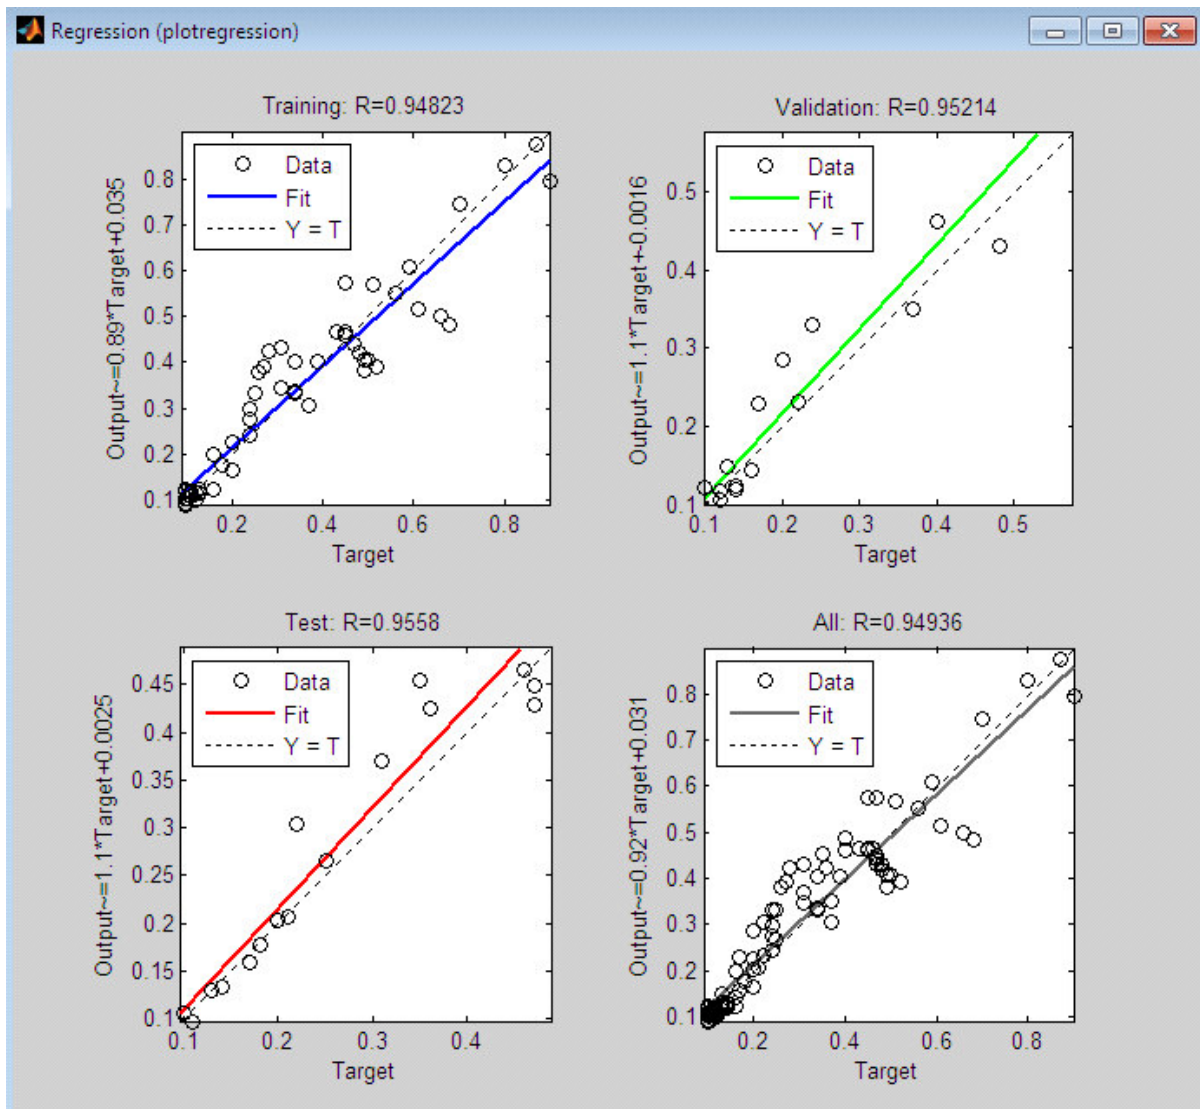 Regression (plotregression)
Training: R=0.94823
Output~=0.89*Target+0.035
Data
Fit
Y = T
0.8
0.7
0.6
0.5
0.4
0.3
0.2
0.1
0.2 0.4 0.6 0.8
Target
Validation: R=0.95214
Output~=1.1*Target+-0.0016
Data
Fit
Y = T
0.5
0.4
0.3
0.2
0.1
0.1 0.2 0.3 0.4 0.5
Target
Test: R=0.9558
Output~=1.1*Target+0.0025
Data
Fit
Y = T
0.45
0.4
0.35
0.3
0.25
0.2
0.15
0.1
0.1 0.2 0.3 0.4
Target
All: R=0.94936
Output~=0.92*Target+0.031
Data
Fit
Y = T
0.8
0.7
0.6
0.5
0.4
0.3
0.2
0.1
0.2 0.4 0.6 0.8
Target